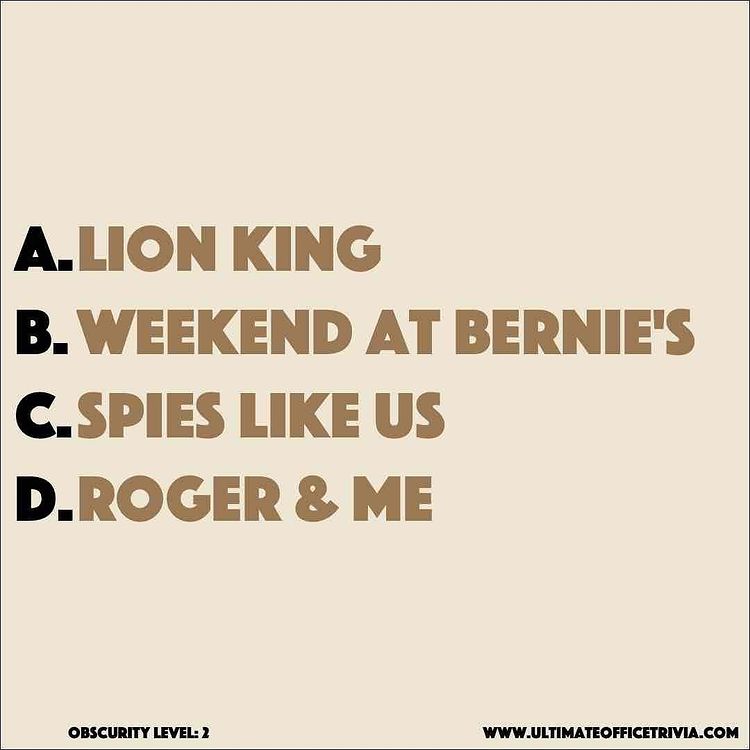 A. LION KING
B. WEEKEND AT BERNIE'S
C. SPIES LIKE US
D. ROGER & ME
OBSCURITY LEVEL: 2
WWW.ULTIMATEOFFICETRIVIA.COM